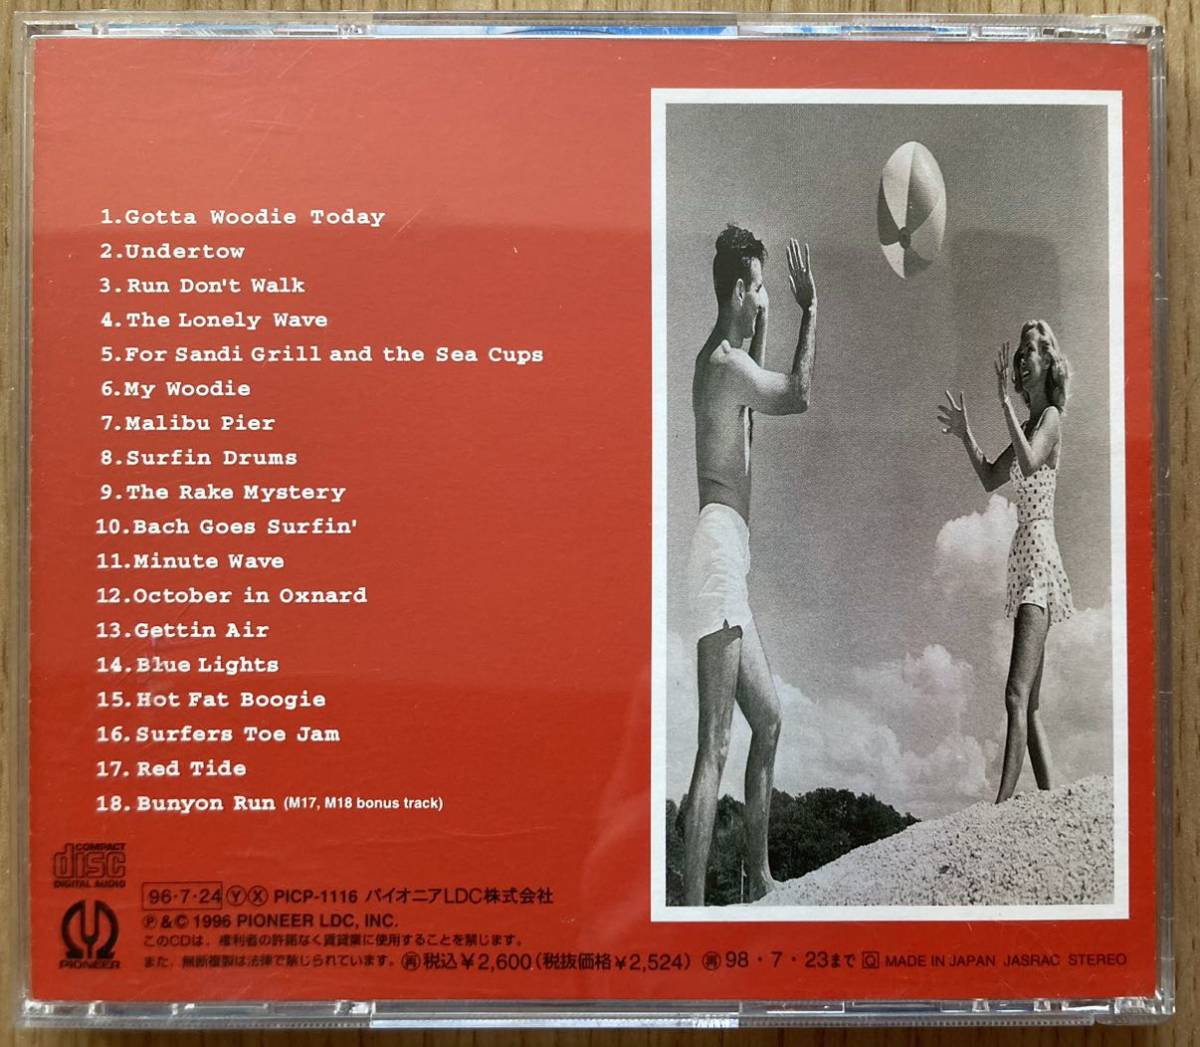 1.Gotta Woodie Today
2.Undertow
3.Run Don't Walk
4.The Lonely Wave
5.For Sandi Grill and the Sea Cups
6.My Woodie
7.Malibu Pier
8.Surfin Drums
9.The Rake Mystery
10.Bach Goes Surfin'
11.Minute Wave
12.October in Oxnard
13.Gettin Air
14.Blue Lights
15.Hot Fat Boogie
16.Surfers Toe Jam
17.Red Tide
18.Bunyon Run (M17, M18 bonus track)
COMPACT
disc
DIGITAL AUDIO
PIONEER
96・7・24 Ⓨ Ⓧ PICP-1116 パイオニアLDC株式会社
Ⓟ & © 1996 PIONEER LDC, INC.
このCDは、権利者の許諾なく賃貸業に使用することを禁じます。
また、無断複製は法律で禁じられています。 ㊢税込¥2,600(税抜価格¥2,524) ㊢98・7・23まで Q MADE IN JAPAN JASRAC STEREO